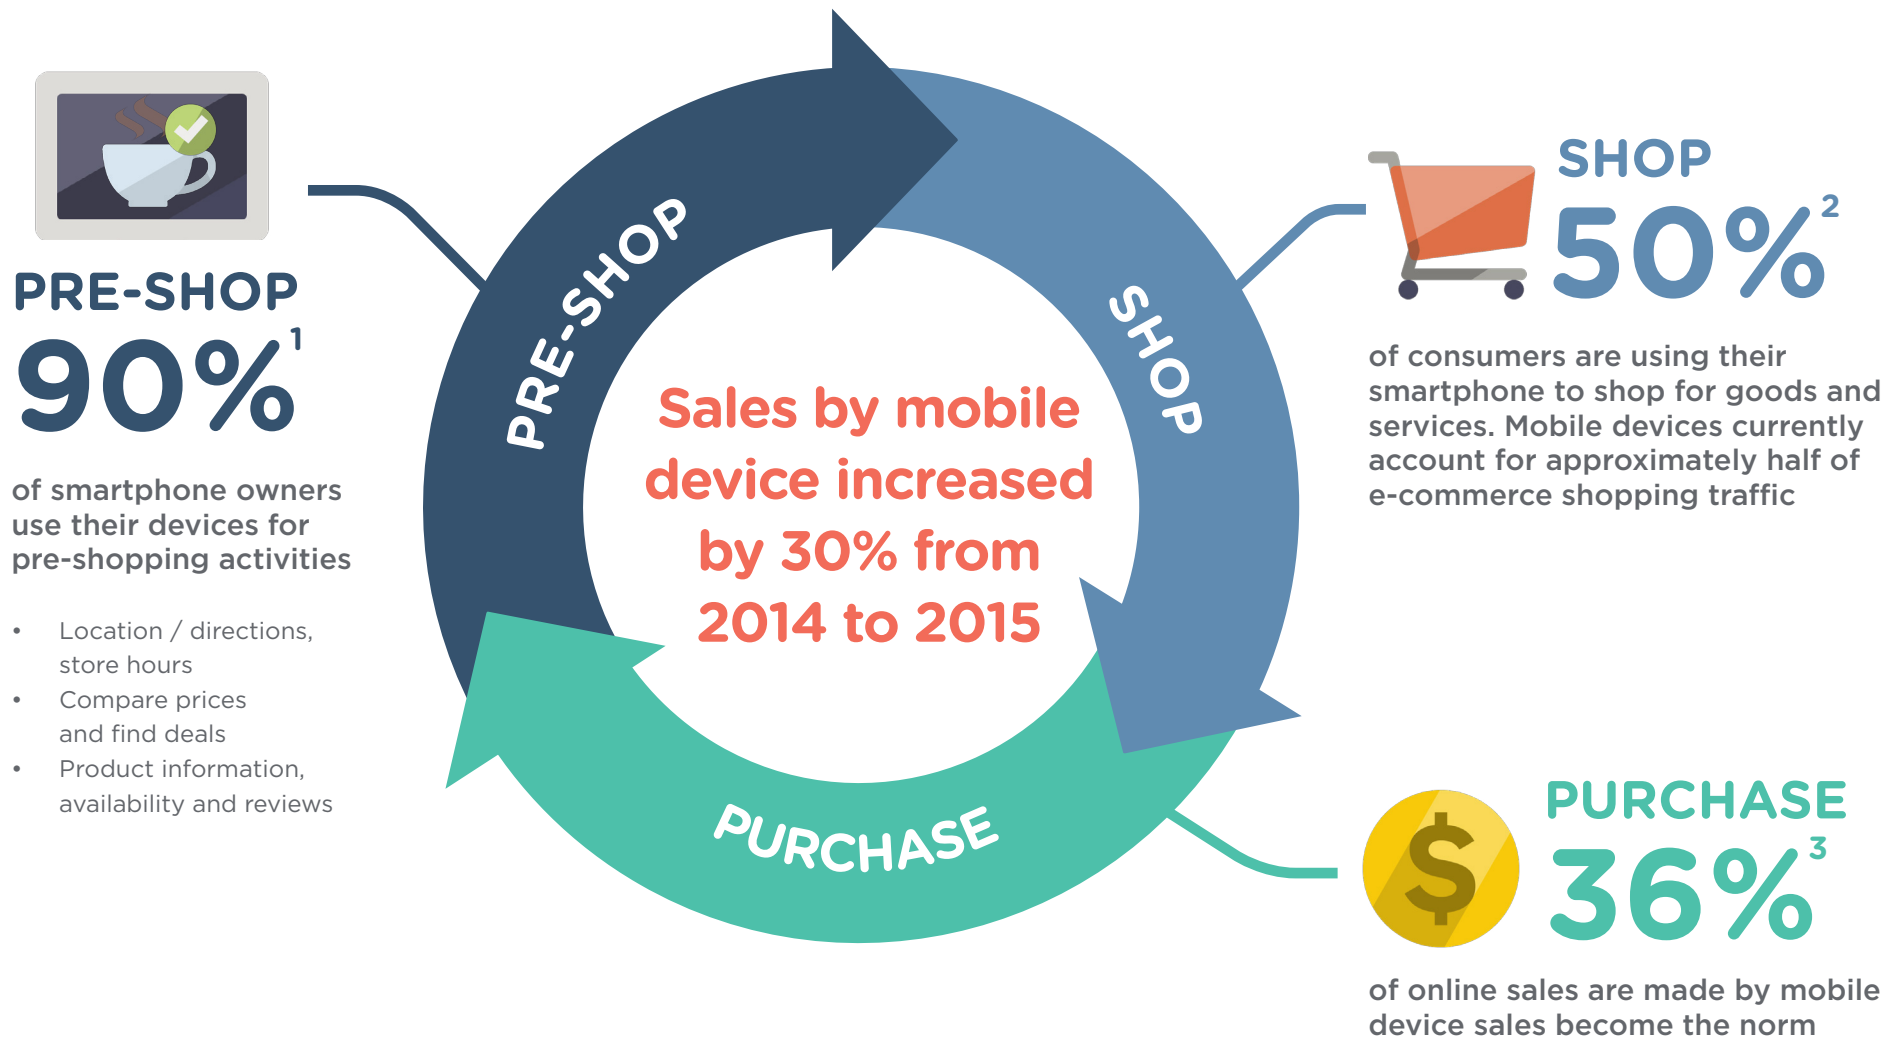 PRE-SHOP
90%1
of smartphone owners
use their devices for
pre-shopping activities
• Location / directions,
store hours
• Compare prices
and find deals
• Product information,
availability and reviews
PRE-SHOP
SHOP
PURCHASE
Sales by mobile
device increased
by 30% from
2014 to 2015
SHOP
50%2
of consumers are using their
smartphone to shop for goods and
services. Mobile devices currently
account for approximately half of
e-commerce shopping traffic
$
PURCHASE
36%3
of online sales are made by mobile
device sales become the norm